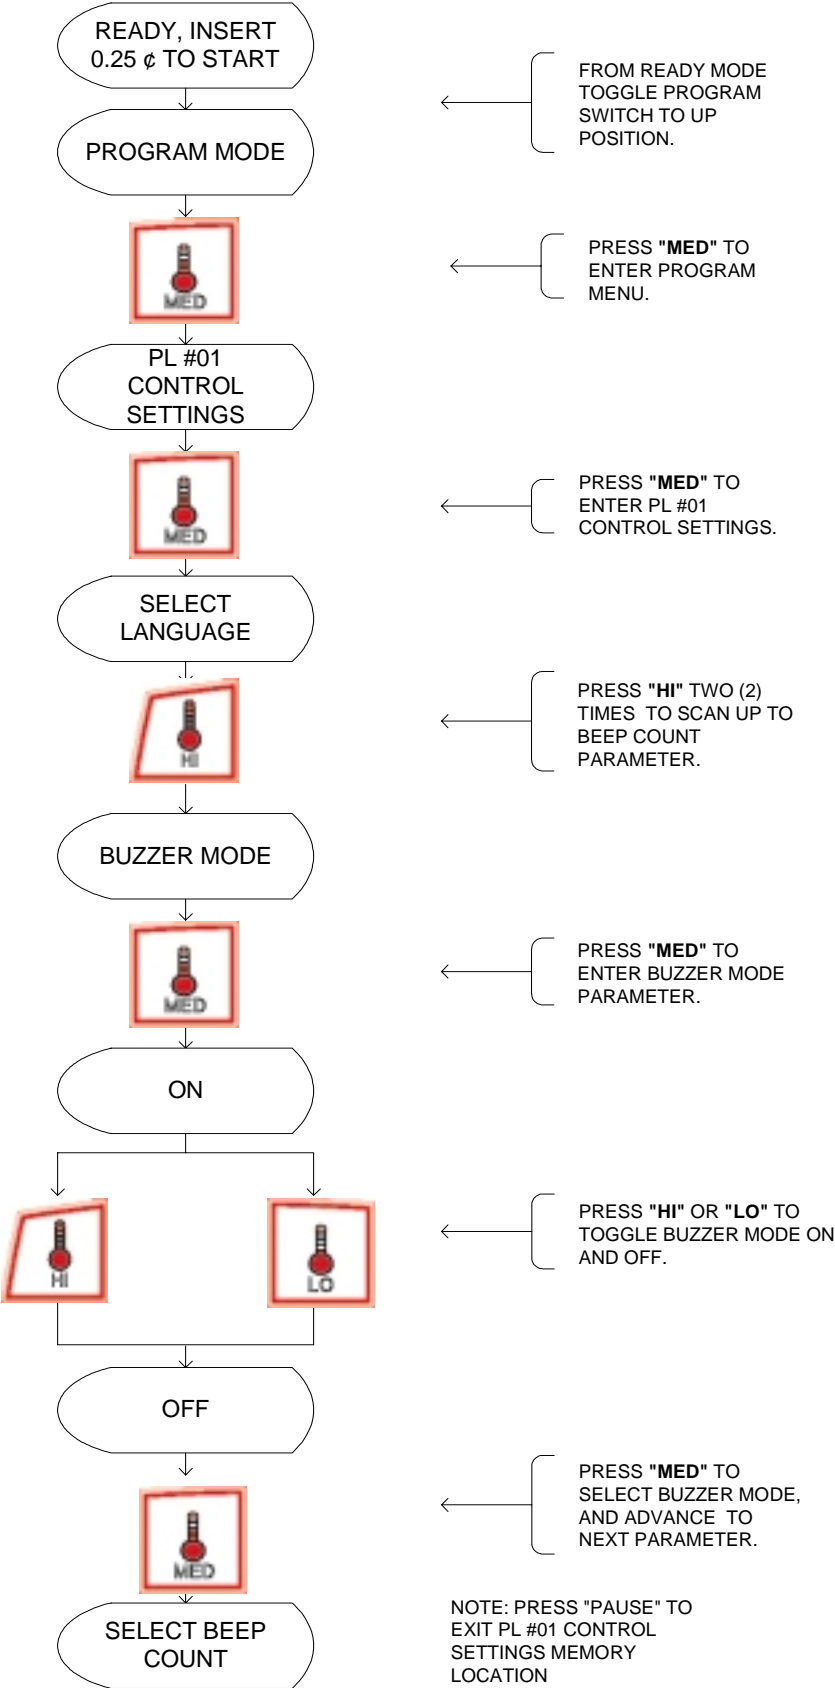 READY, INSERT
0.25 ¢ TO START
FROM READY MODE
TOGGLE PROGRAM
SWITCH TO UP
POSITION.
PROGRAM MODE
MED
PRESS "MED" TO
ENTER PROGRAM
MENU.
PL #01
CONTROL
SETTINGS
MED
PRESS "MED" TO
ENTER PL #01
CONTROL SETTINGS.
SELECT
LANGUAGE
HI
PRESS "HI" TWO (2)
TIMES TO SCAN UP TO
BEEP COUNT
PARAMETER.
BUZZER MODE
MED
PRESS "MED" TO
ENTER BUZZER MODE
PARAMETER.
ON
HI
LO
PRESS "HI" OR "LO" TO
TOGGLE BUZZER MODE ON
AND OFF.
OFF
MED
PRESS "MED" TO
SELECT BUZZER MODE,
AND ADVANCE TO
NEXT PARAMETER.
SELECT BEEP
COUNT
NOTE: PRESS "PAUSE" TO
EXIT PL #01 CONTROL
SETTINGS MEMORY
LOCATION